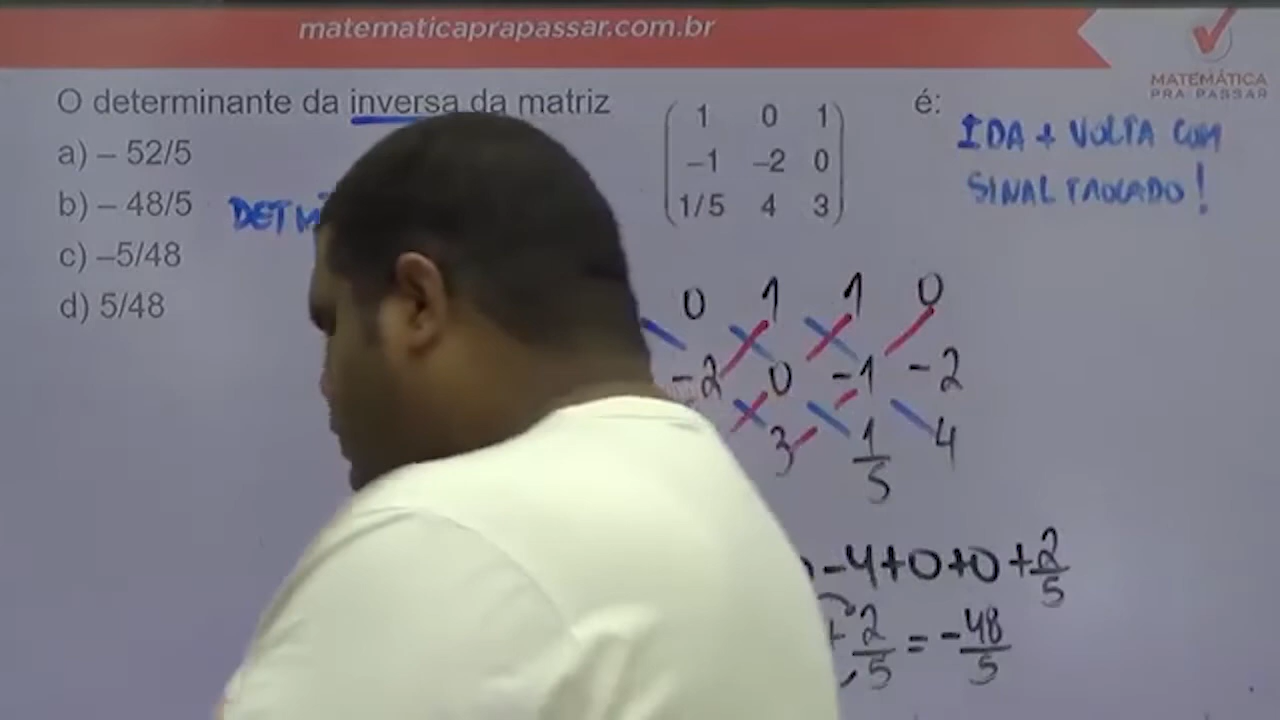 matematicaprapassar.com.br
MATEMÁTICA
PRA PASSAR
O determinante da inversa da matriz é:
1 0 1
-1 -2 0
1/5 4 3
a) – 52/5
b) – 48/5
c) –5/48
d) 5/48
IDA + VOLTA COM
SINAL TROCADO!
0 1 1 0
-2 0 -1 -2
3 1/5 4
-4+0+0+2/5
+2/5 = -48/5